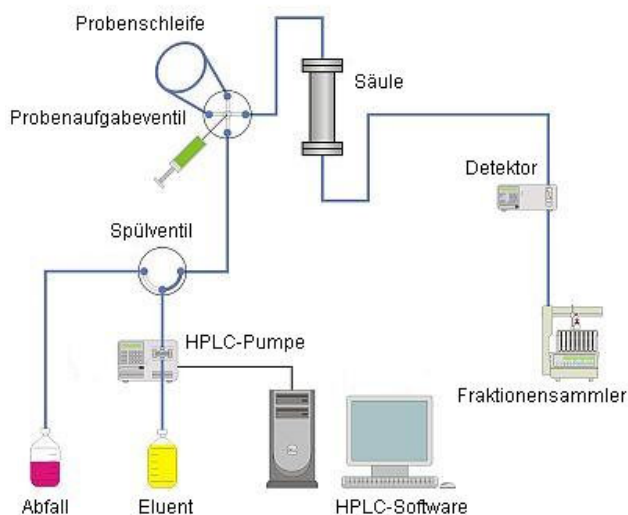 Probenschleife
Säule
Probenaufgabeventil
Detektor
Spülventil
HPLC-Pumpe
Fraktionensammler
Abfall
Eluent
HPLC-Software